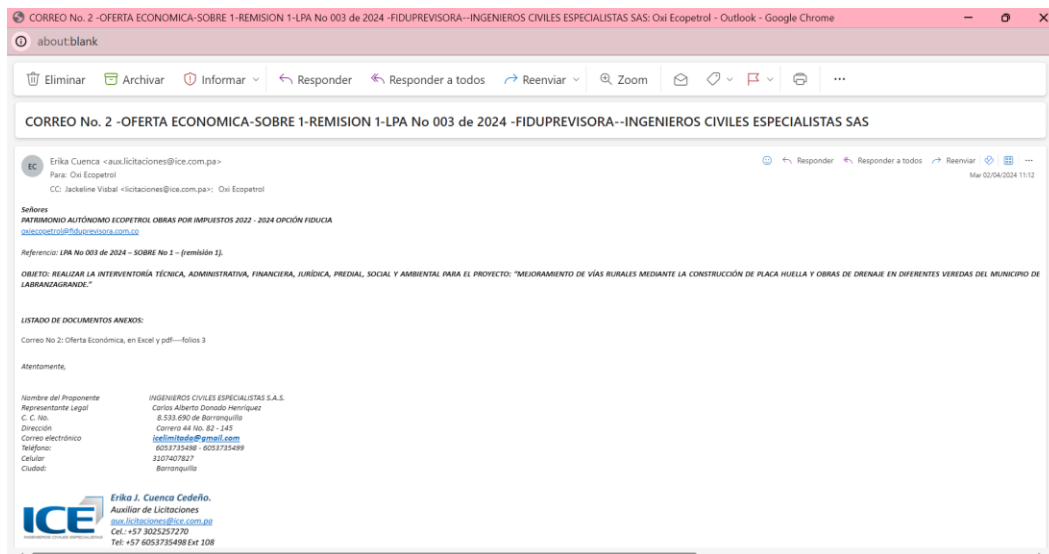 CORREO No. 2 -OFERTA ECONOMICA-SOBRE 1-REMISION 1-LPA No 003 de 2024 -FIDUPREVISORA--INGENIEROS CIVILES ESPECIALISTAS SAS: Oxi Ecopetrol - Outlook - Google Chrome
about:blank
Eliminar Archivar Informar Responder Responder a todos Reenviar Zoom
CORREO No. 2 -OFERTA ECONOMICA-SOBRE 1-REMISION 1-LPA No 003 de 2024 -FIDUPREVISORA--INGENIEROS CIVILES ESPECIALISTAS SAS
EC
Erika Cuenca <aux.licitaciones@ice.com.pa>
Responder Responder a todos Reenviar
Para: Oxi Ecopetrol
Mar 02/04/2024 11:12
CC: Jackeline Visbal <licitaciones@ice.com.pa>; Oxi Ecopetrol
Señores
PATRIMONIO AUTÓNOMO ECOPETROL OBRAS POR IMPUESTOS 2022 - 2024 OPCIÓN FIDUCIA
oxiecopetrol@fiduprevisora.com.co
Referencia: LPA No 003 de 2024 – SOBRE No 1 – (remisión 1).
OBJETO: REALIZAR LA INTERVENTORÍA TÉCNICA, ADMINISTRATIVA, FINANCIERA, JURÍDICA, PREDIAL, SOCIAL Y AMBIENTAL PARA EL PROYECTO: "MEJORAMIENTO DE VÍAS RURALES MEDIANTE LA CONSTRUCCIÓN DE PLACA HUELLA Y OBRAS DE DRENAJE EN DIFERENTES VEREDAS DEL MUNICIPIO DE
LABRANZAGRANDE."
LISTADO DE DOCUMENTOS ANEXOS:
Correo No 2: Oferta Económica, en Excel y pdf----folios 3
Atentamente,
Nombre del Proponente INGENIEROS CIVILES ESPECIALISTAS S.A.S.
Representante Legal Carlos Alberto Donado Henríquez
C. C. No. 8.533.690 de Barranquilla
Dirección Carrera 44 No. 82 - 145
Correo electrónico icelimitada@gmail.com
Teléfono: 6053735498 - 6053735499
Celular 3107407827
Ciudad: Barranquilla
ICE
INGENIEROS CIVILES ESPECIALISTAS
Erika J. Cuenca Cedeño.
Auxiliar de Licitaciones
aux.licitaciones@ice.com.pa
Cel.: +57 3025257270
Tel: +57 6053735498 Ext 108